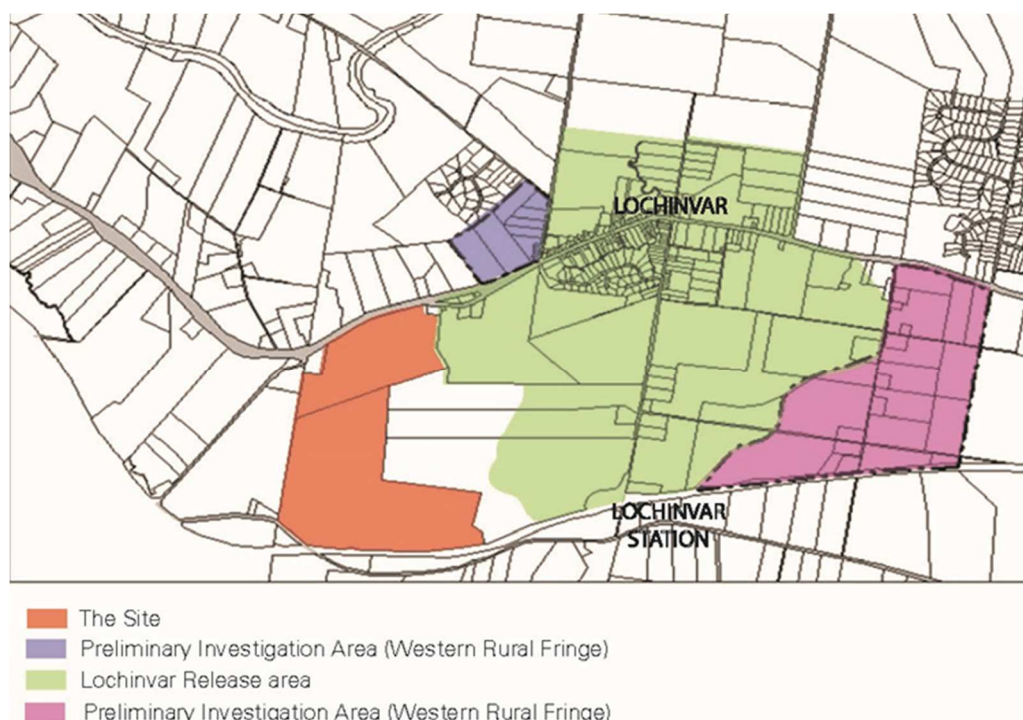 LOCHINVAR
LOCHINVAR
STATION
The Site
Preliminary Investigation Area (Western Rural Fringe)
Lochinvar Release area
Preliminary Investigation Area (Western Rural Fringe)